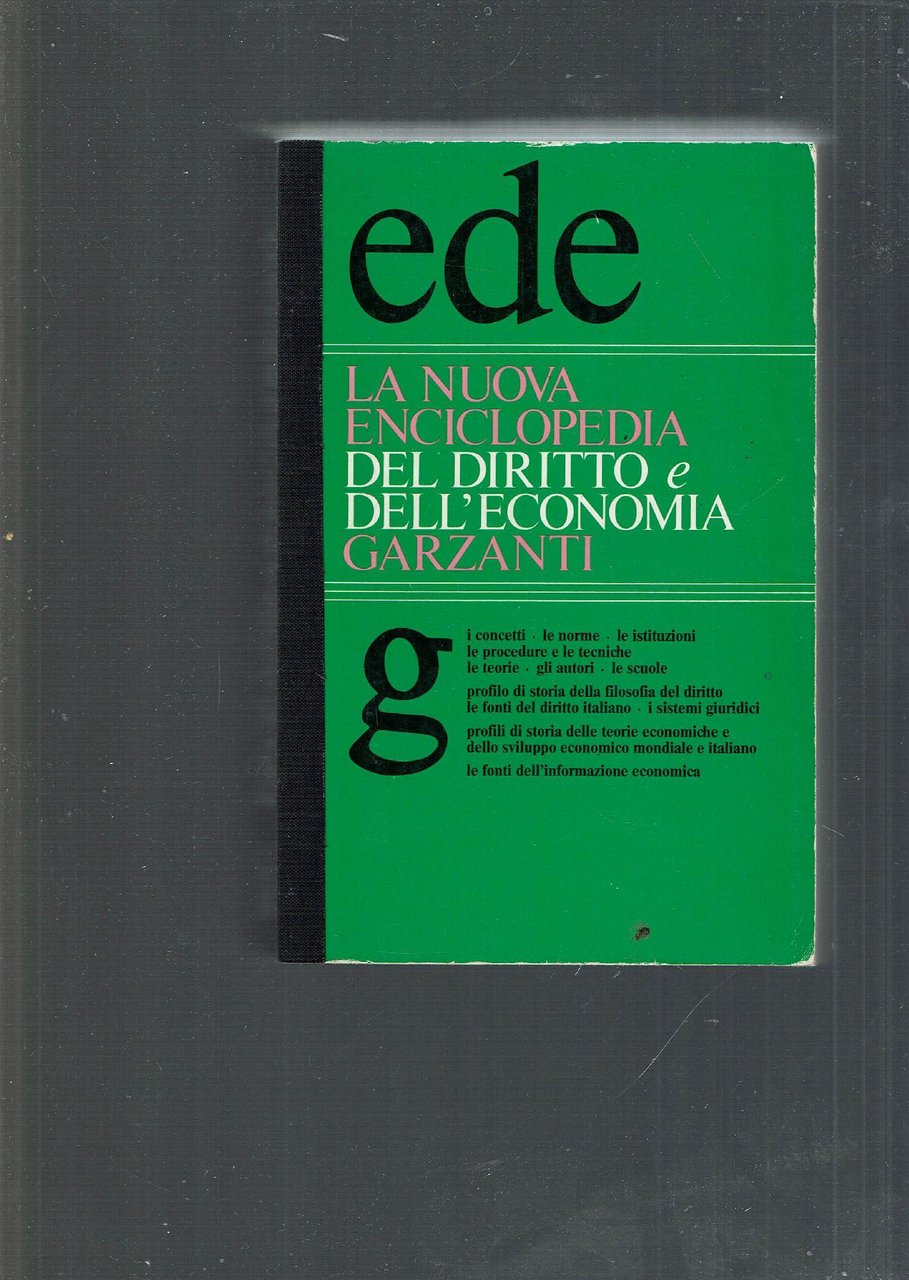 ede
LA NUOVA
ENCICLOPEDIA
DEL DIRITTO e
DELL'ECONOMIA
GARZANTI
g
i concetti · le norme · le istituzioni
le procedure e le tecniche
le teorie · gli autori · le scuole
profilo di storia della filosofia del diritto
le fonti del diritto italiano · i sistemi giuridici
profili di storia delle teorie economiche e
dello sviluppo economico mondiale e italiano
le fonti dell'informazione economica